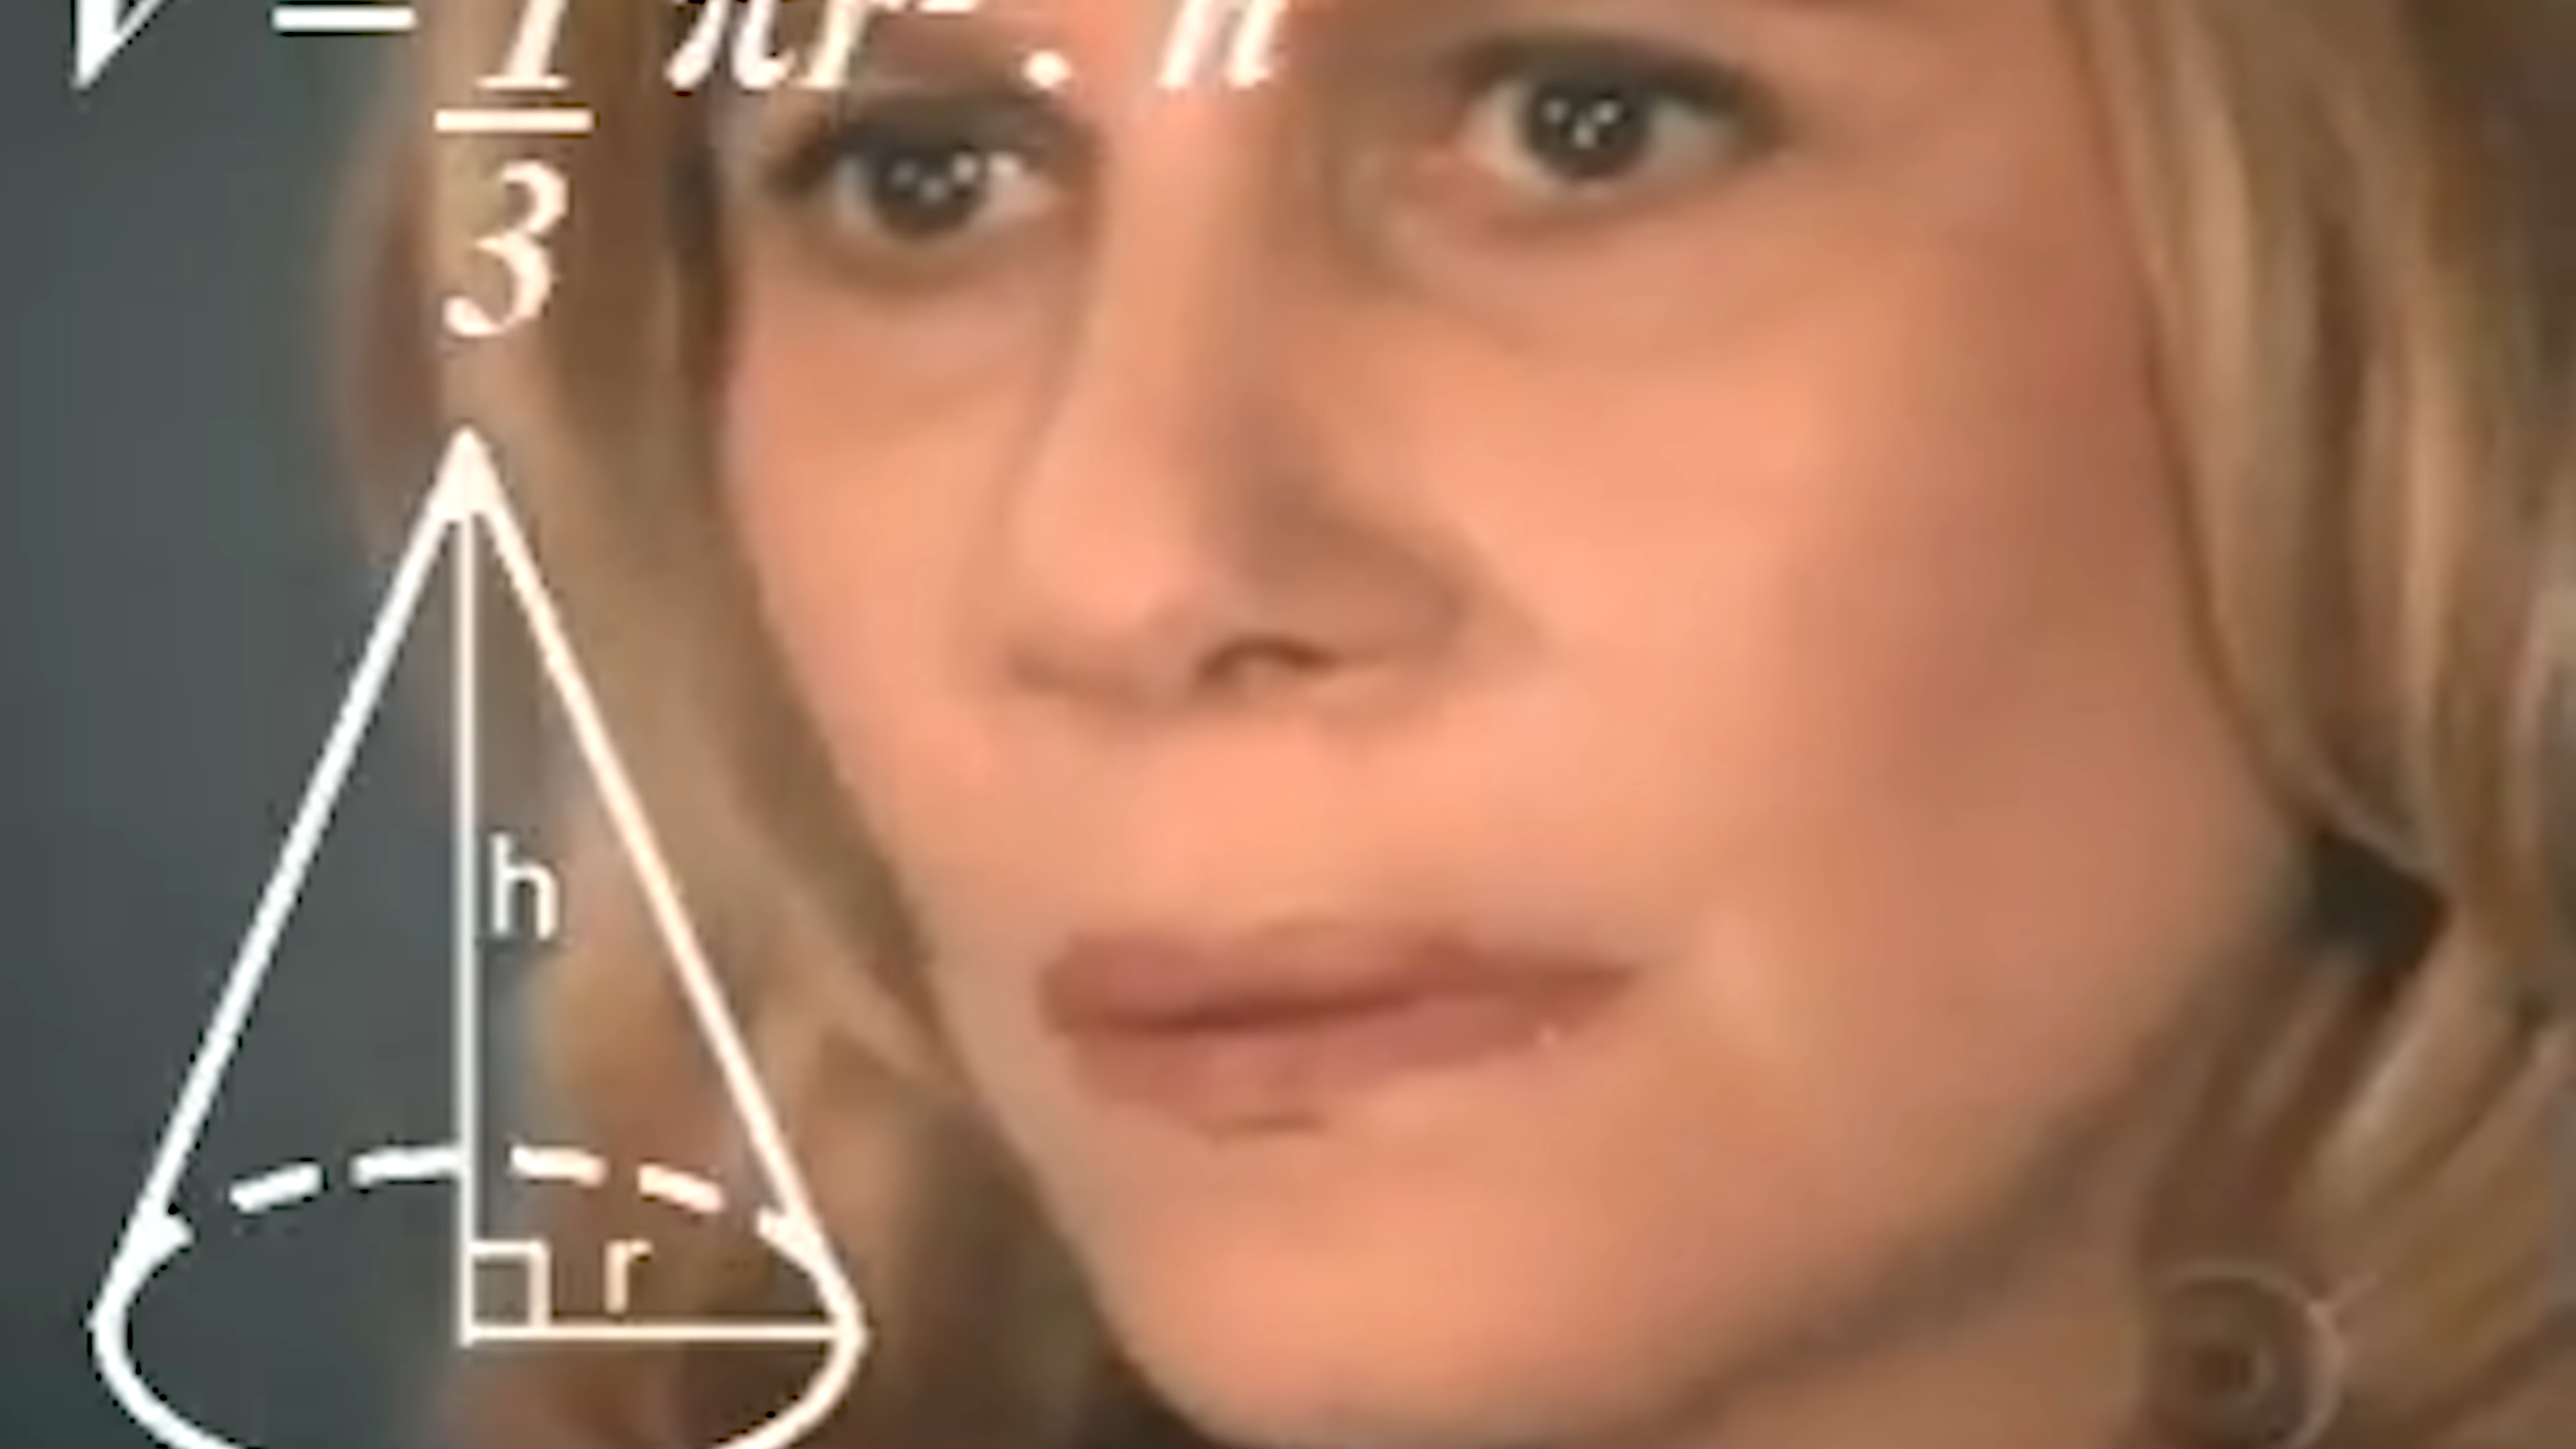 V = 1/3 πr² · h
h
r